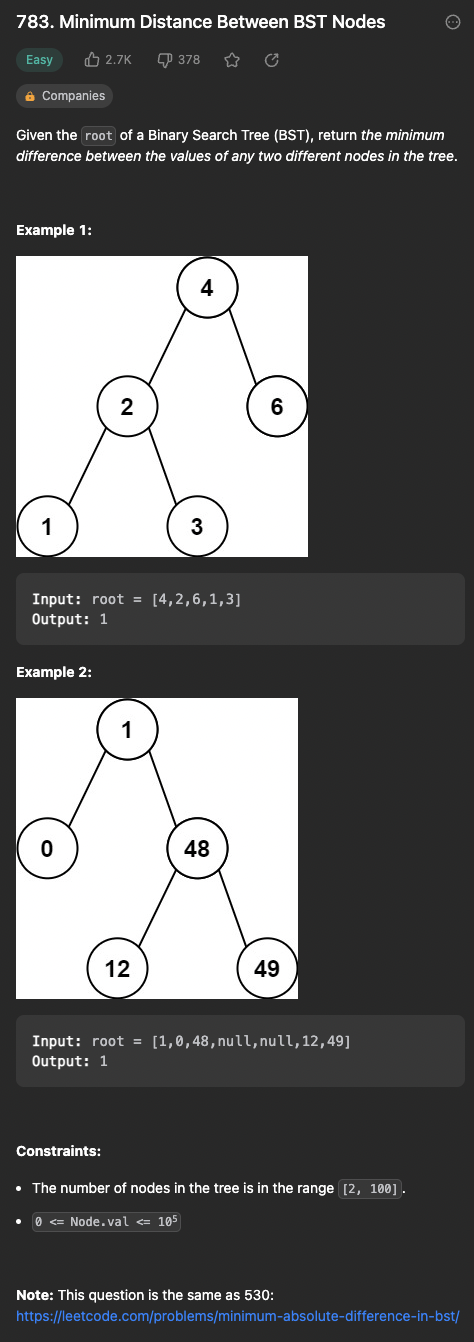 783. Minimum Distance Between BST Nodes
Easy 2.7K 378
Companies
Given the root of a Binary Search Tree (BST), return the minimum
difference between the values of any two different nodes in the tree.
Example 1:
4
2 6
1 3
Input: root = [4,2,6,1,3]
Output: 1
Example 2:
1
0 48
12 49
Input: root = [1,0,48,null,null,12,49]
Output: 1
Constraints:
• The number of nodes in the tree is in the range [2, 100].
• 0 <= Node.val <= 10⁵
Note: This question is the same as 530:
https://leetcode.com/problems/minimum-absolute-difference-in-bst/